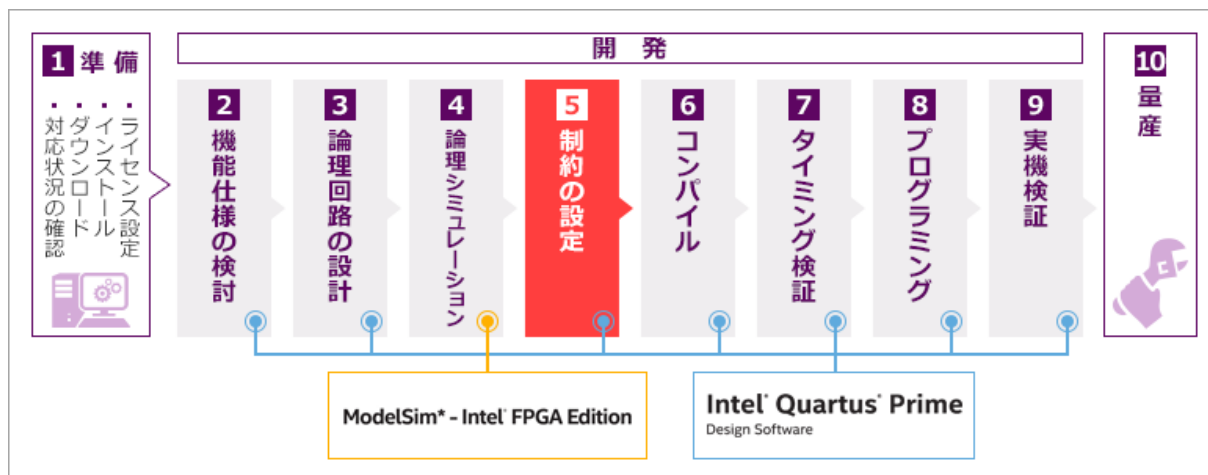 1 準備
・ライセンス設定
・インストール
・ダウンロード
・対応状況の確認
開発
2 機能仕様の検討
3 論理回路の設計
4 論理シミュレーション
5 制約の設定
6 コンパイル
7 タイミング検証
8 プログラミング
9 実機検証
10 量産
ModelSim* - Intel® FPGA Edition
Intel® Quartus® Prime
Design Software